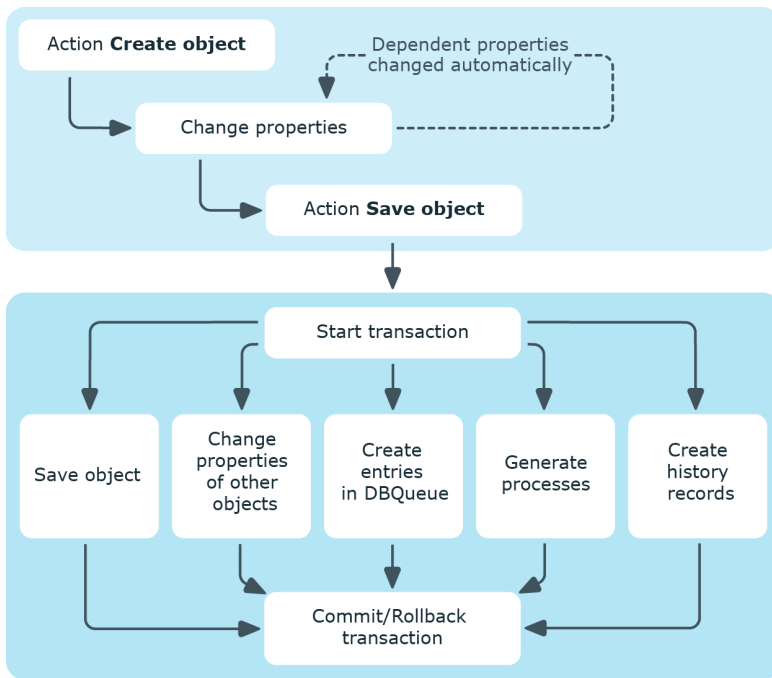 Action Create object
Dependent properties
changed automatically
Change properties
Action Save object
Start transaction
Save object
Change
properties
of other
objects
Create
entries
in DBQueue
Generate
processes
Create
history
records
Commit/Rollback
transaction